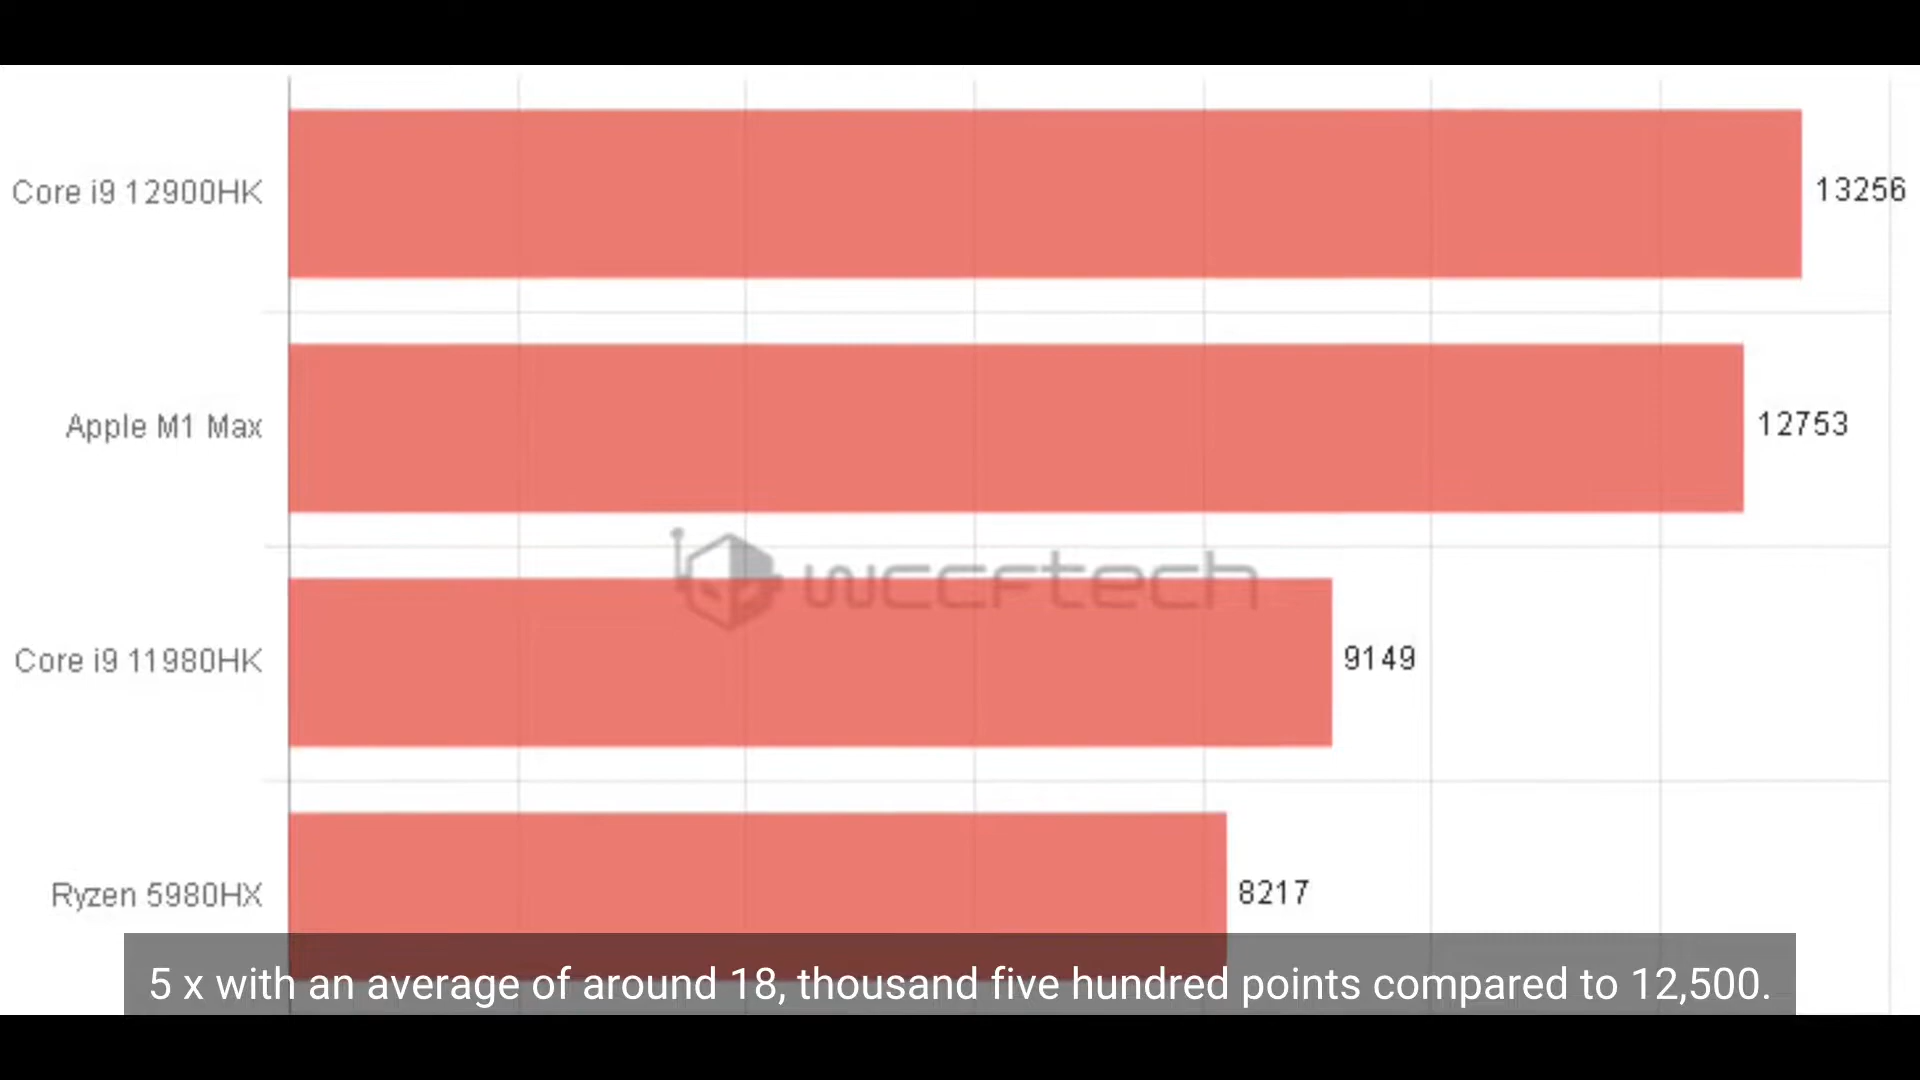 Core i9 12900HK 13256
Apple M1 Max 12753
wccftech
Core i9 11980HK 9149
Ryzen 5980HX 8217
5 x with an average of around 18, thousand five hundred points compared to 12,500.